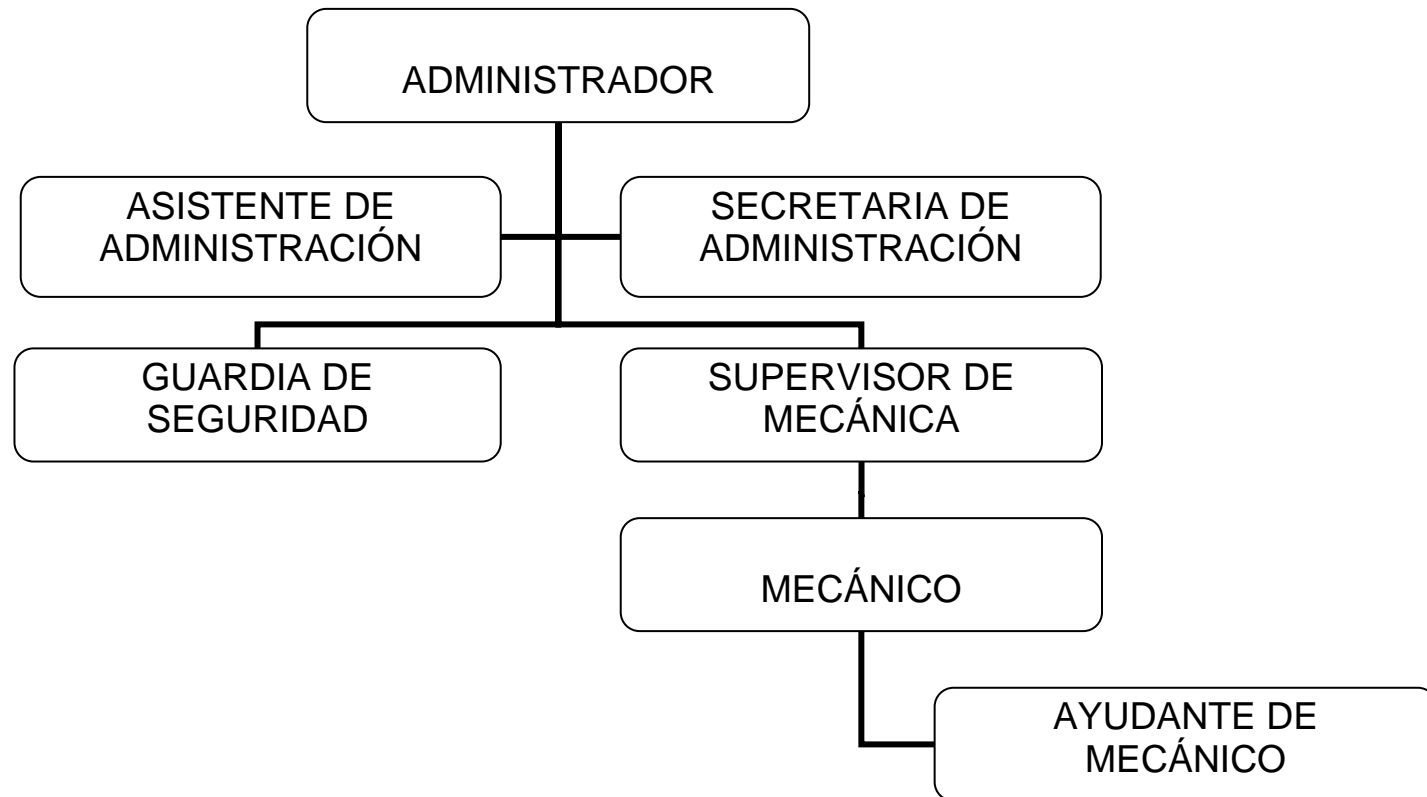 ADMINISTRADOR
ASISTENTE DE
ADMINISTRACIÓN
SECRETARIA DE
ADMINISTRACIÓN
GUARDIA DE
SEGURIDAD
SUPERVISOR DE
MECÁNICA
MECÁNICO
AYUDANTE DE
MECÁNICO